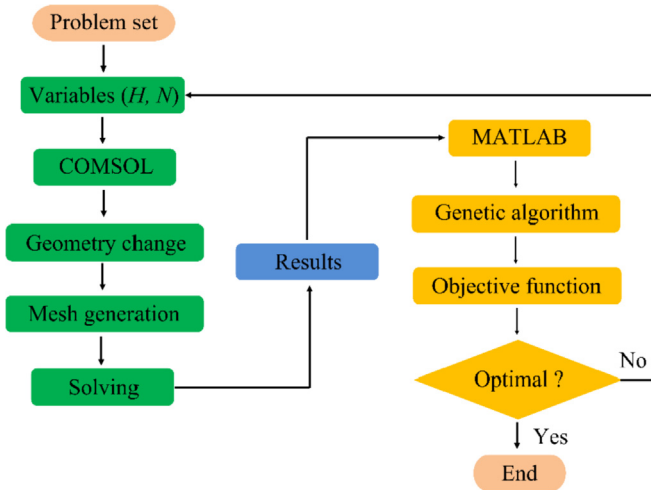 Problem set
Variables (H, N)
COMSOL
Geometry change
Mesh generation
Solving
Results
MATLAB
Genetic algorithm
Objective function
Optimal ?
No
Yes
End